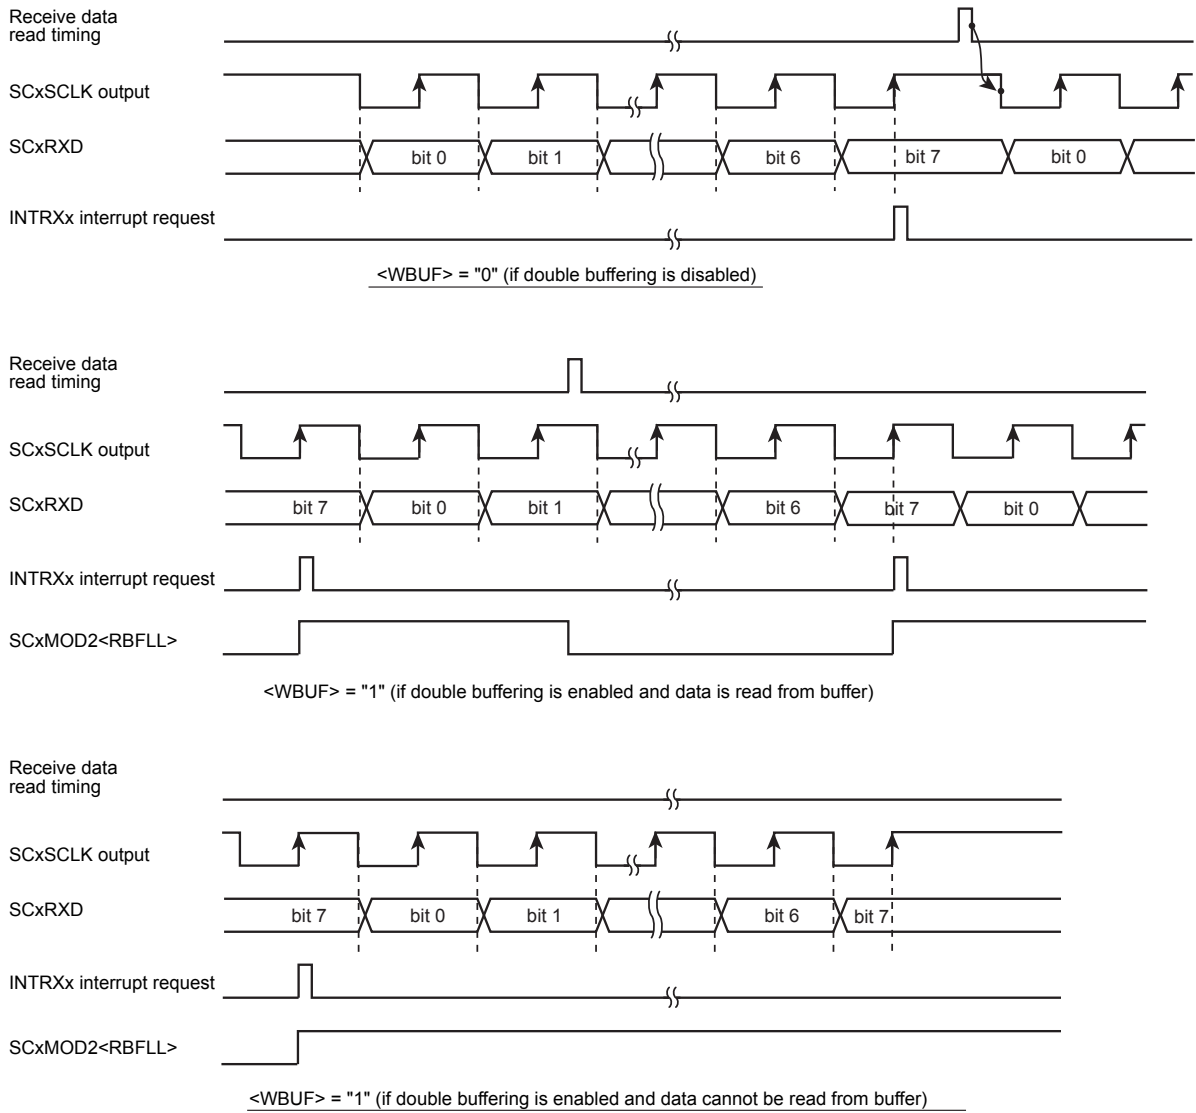 Receive data
read timing
SCxSCLK output
SCxRXD
bit 0
bit 1
bit 6
bit 7
bit 0
INTRXx interrupt request
<WBUF> = "0" (if double buffering is disabled)
Receive data
read timing
SCxSCLK output
SCxRXD
bit 7
bit 0
bit 1
bit 6
bit 7
bit 0
INTRXx interrupt request
SCxMOD2<RBFLL>
<WBUF> = "1" (if double buffering is enabled and data is read from buffer)
Receive data
read timing
SCxSCLK output
SCxRXD
bit 7
bit 0
bit 1
bit 6
bit 7
INTRXx interrupt request
SCxMOD2<RBFLL>
<WBUF> = "1" (if double buffering is enabled and data cannot be read from buffer)